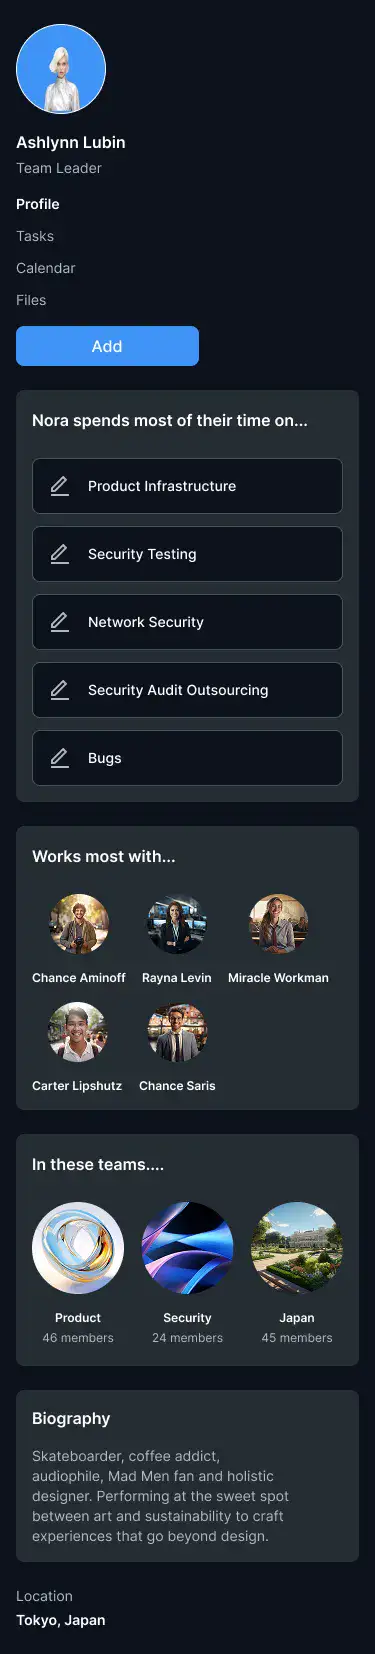 Ashlynn Lubin
Team Leader
Profile
Tasks
Calendar
Files
Add
Nora spends most of their time on...
Product Infrastructure
Security Testing
Network Security
Security Audit Outsourcing
Bugs
Works most with...
Chance Aminoff
Rayna Levin
Miracle Workman
Carter Lipshutz
Chance Saris
In these teams....
Product
46 members
Security
24 members
Japan
45 members
Biography
Skateboarder, coffee addict,
audiophile, Mad Men fan and holistic
designer. Performing at the sweet spot
between art and sustainability to craft
experiences that go beyond design.
Location
Tokyo, Japan